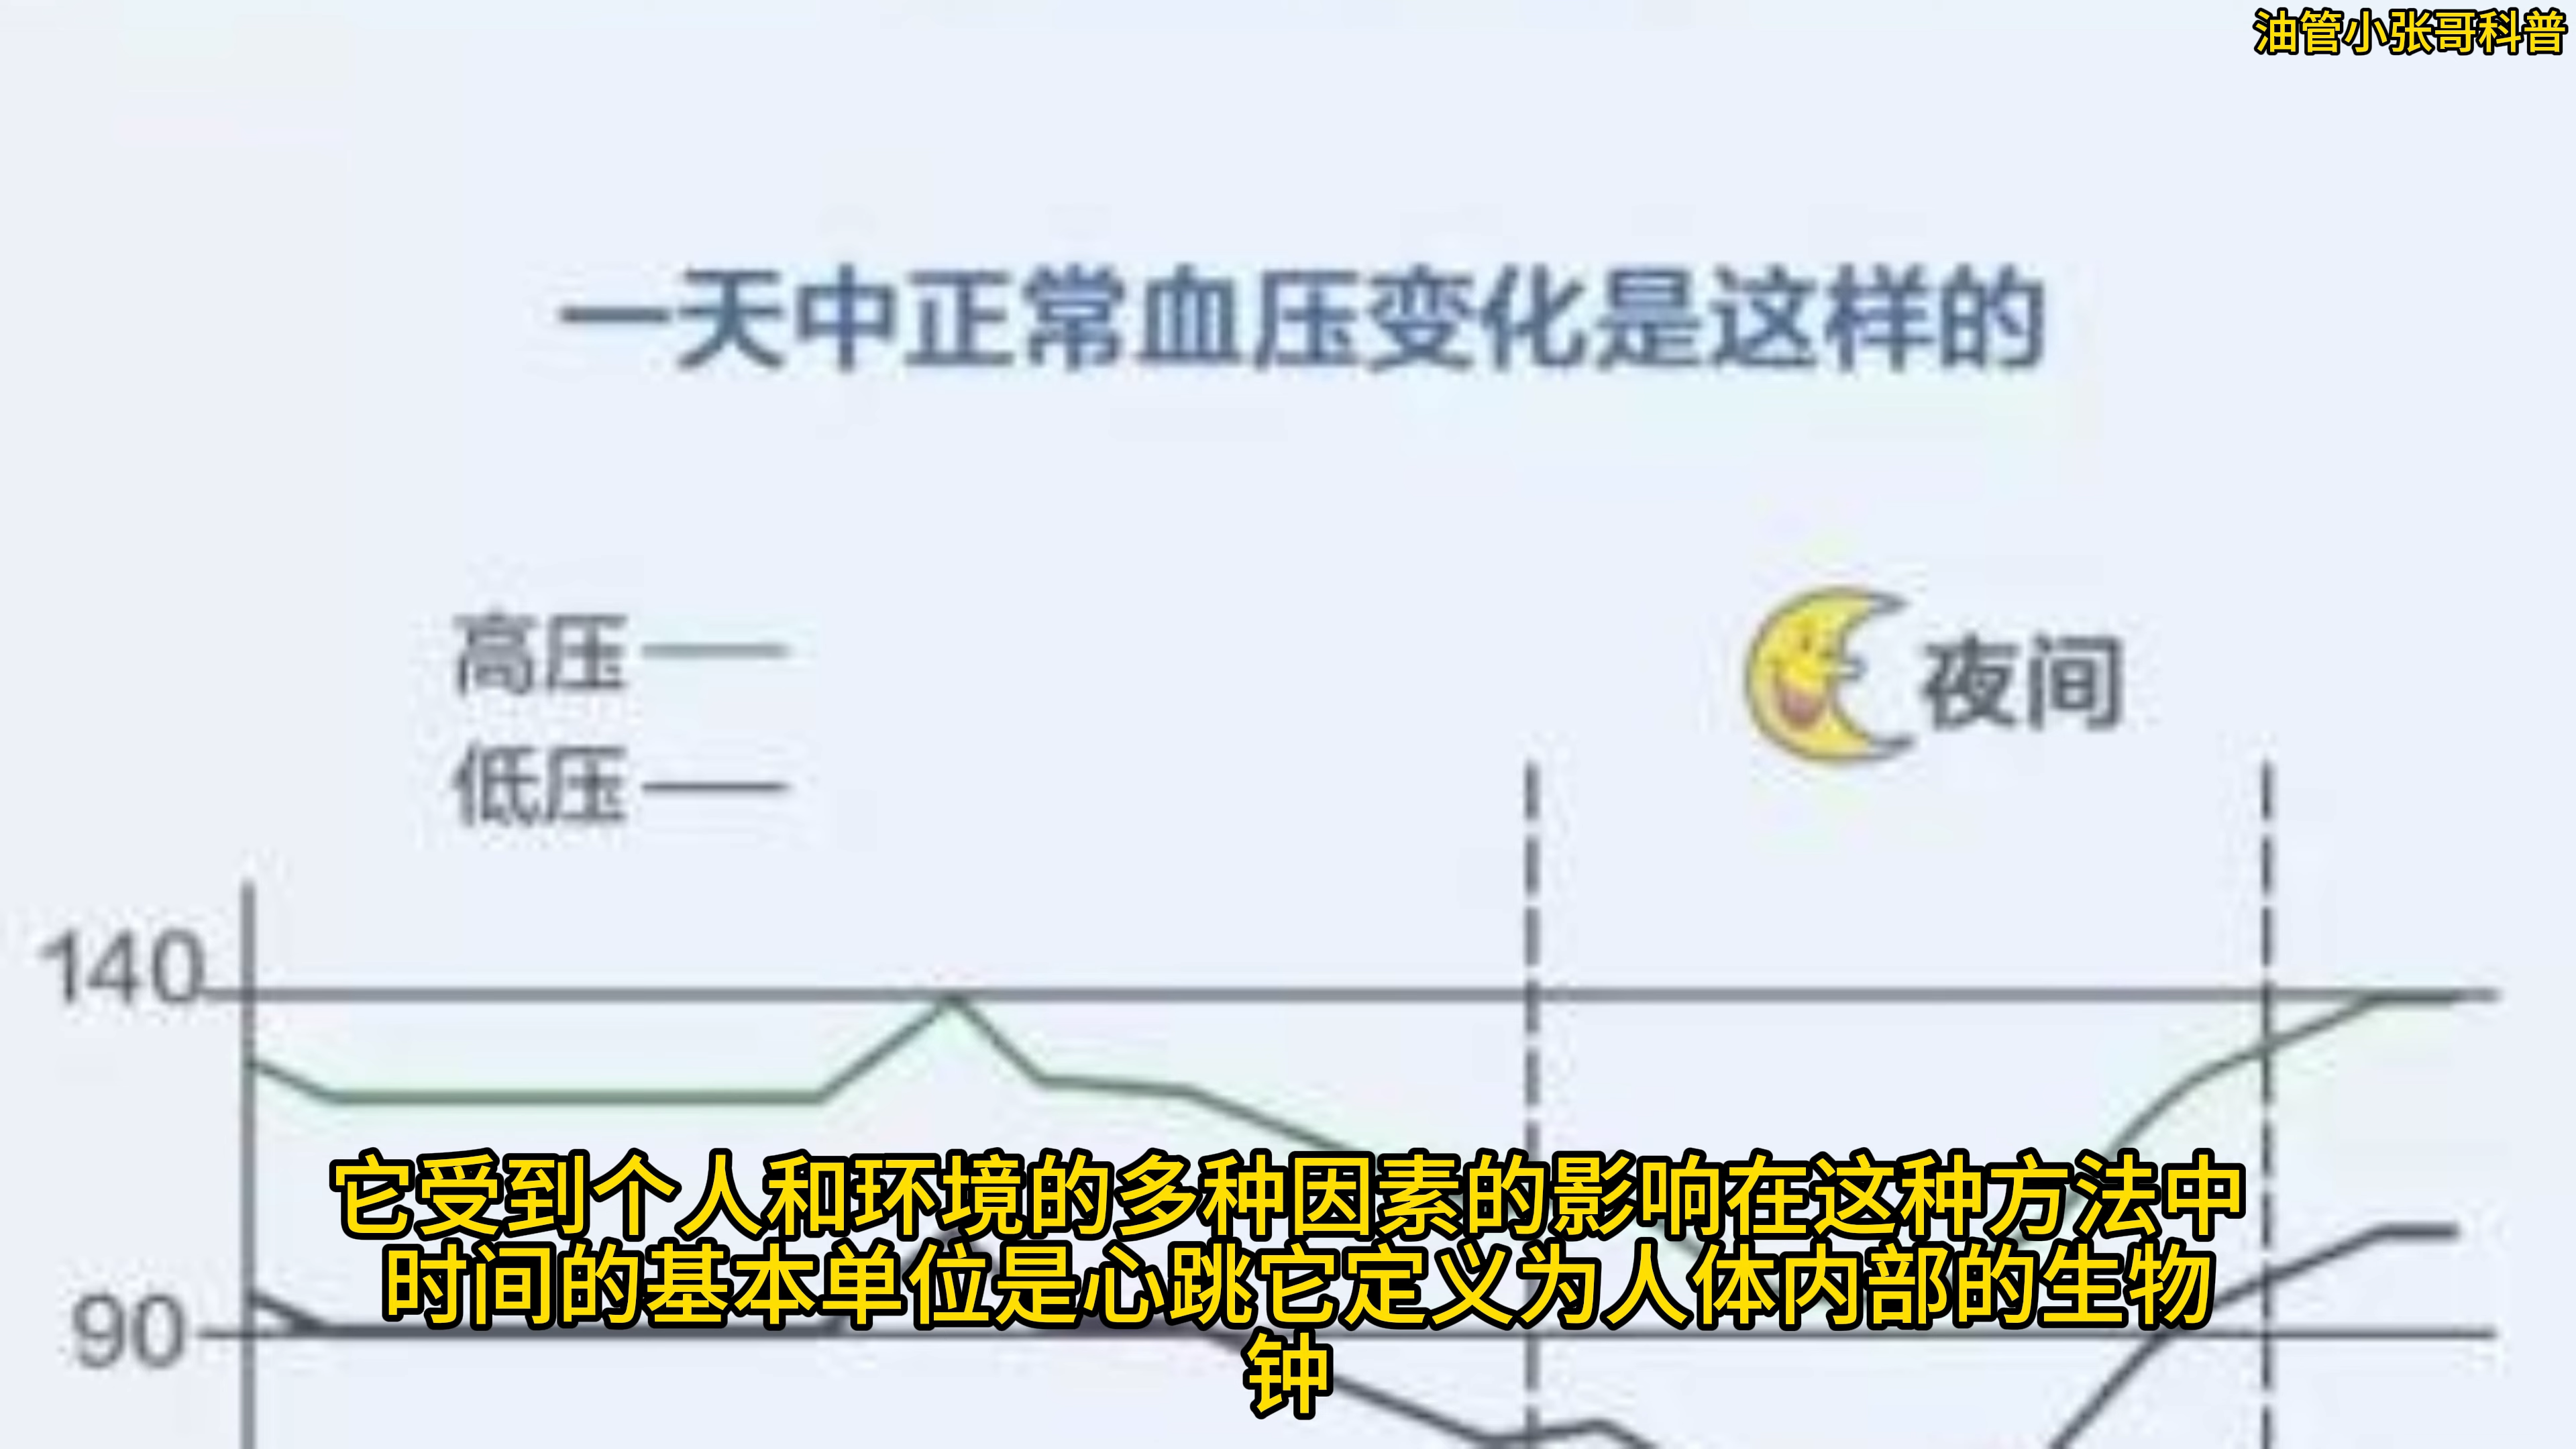 油管小张哥科普
一天中正常血压变化是这样的
高压
夜间
低压
140
它受到个人和环境的多种因素的影响在这种方法中
时间的基本单位是心跳它定义为人体内部的生物
90
钟